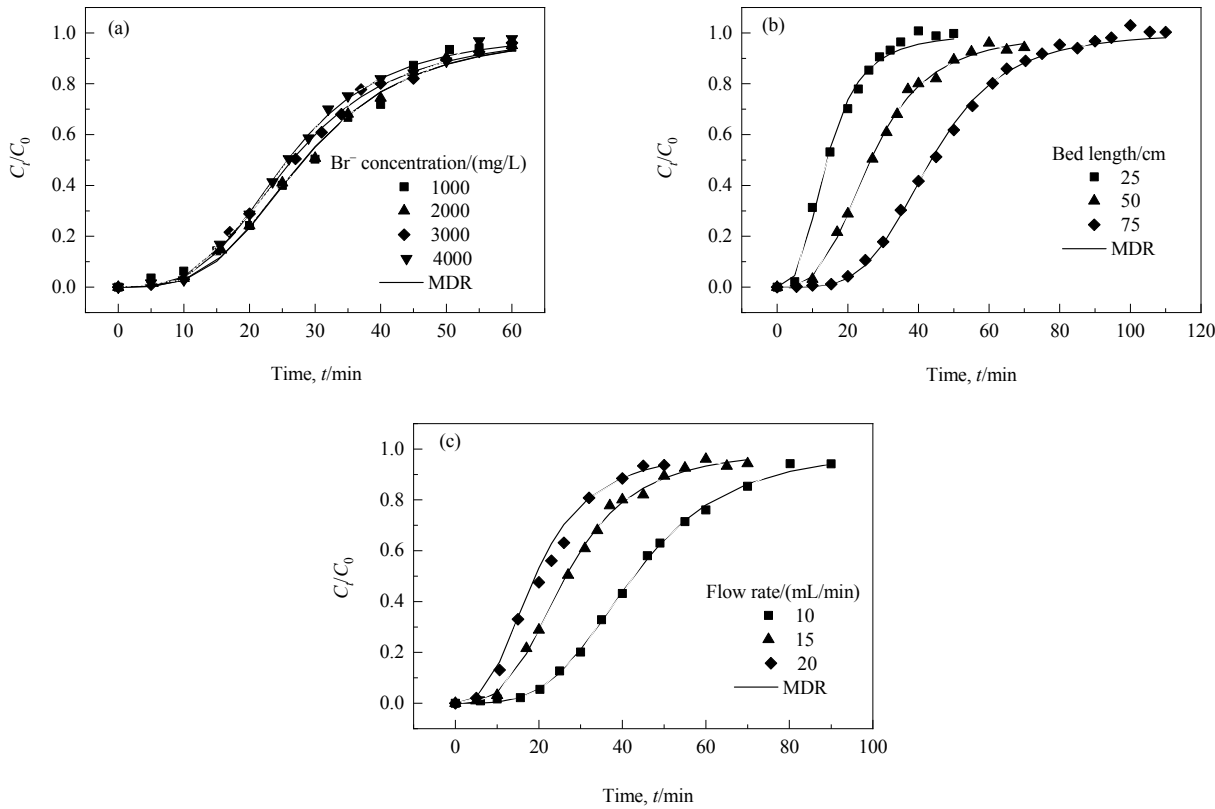 (a)
1.0
0.8
0.6
0.4
0.2
0.0
Cₜ/C₀
Br⁻ concentration/(mg/L)
1000
2000
3000
4000
MDR
0 10 20 30 40 50 60
Time, t/min
(b)
1.0
0.8
0.6
0.4
0.2
0.0
Cₜ/C₀
Bed length/cm
25
50
75
MDR
0 20 40 60 80 100 120
Time, t/min
(c)
1.0
0.8
0.6
0.4
0.2
0.0
Cₜ/C₀
Flow rate/(mL/min)
10
15
20
MDR
0 20 40 60 80 100
Time, t/min